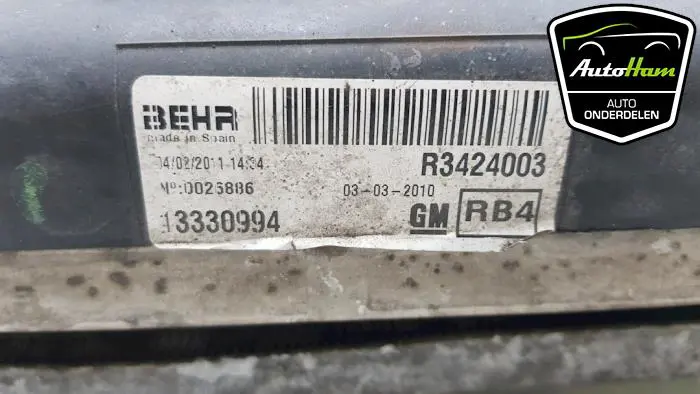 BEHR
made in Spain
04/02/2011 14:34
Nº:0025886
13330994
R3424003
03-03-2010
GM RB4
AutoHam
AUTO
ONDERDELEN